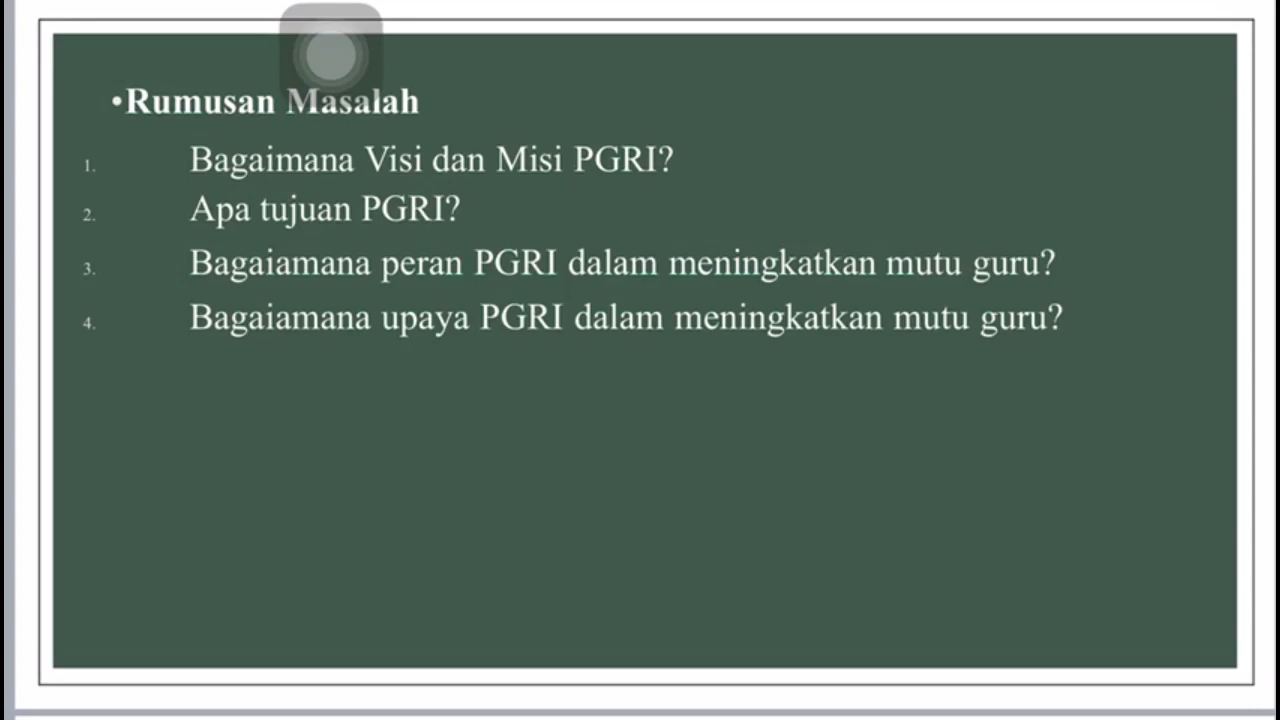 •Rumusan Masalah
1. Bagaimana Visi dan Misi PGRI?
2. Apa tujuan PGRI?
3. Bagaiamana peran PGRI dalam meningkatkan mutu guru?
4. Bagaiamana upaya PGRI dalam meningkatkan mutu guru?